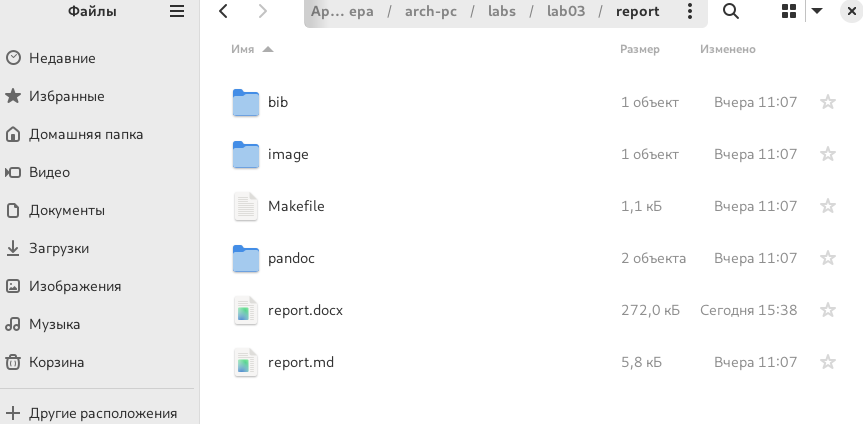 Файлы
Ар... ера / arch-pc / labs / lab03 / report
Недавние
Избранные
Домашняя папка
Видео
Документы
Загрузки
Изображения
Музыка
Корзина
Другие расположения
Имя Размер Изменено
bib 1 объект Вчера 11:07
image 1 объект Вчера 11:07
Makefile 1,1 кБ Вчера 11:07
pandoc 2 объекта Вчера 11:07
report.docx 272,0 кБ Сегодня 15:38
report.md 5,8 кБ Вчера 11:07